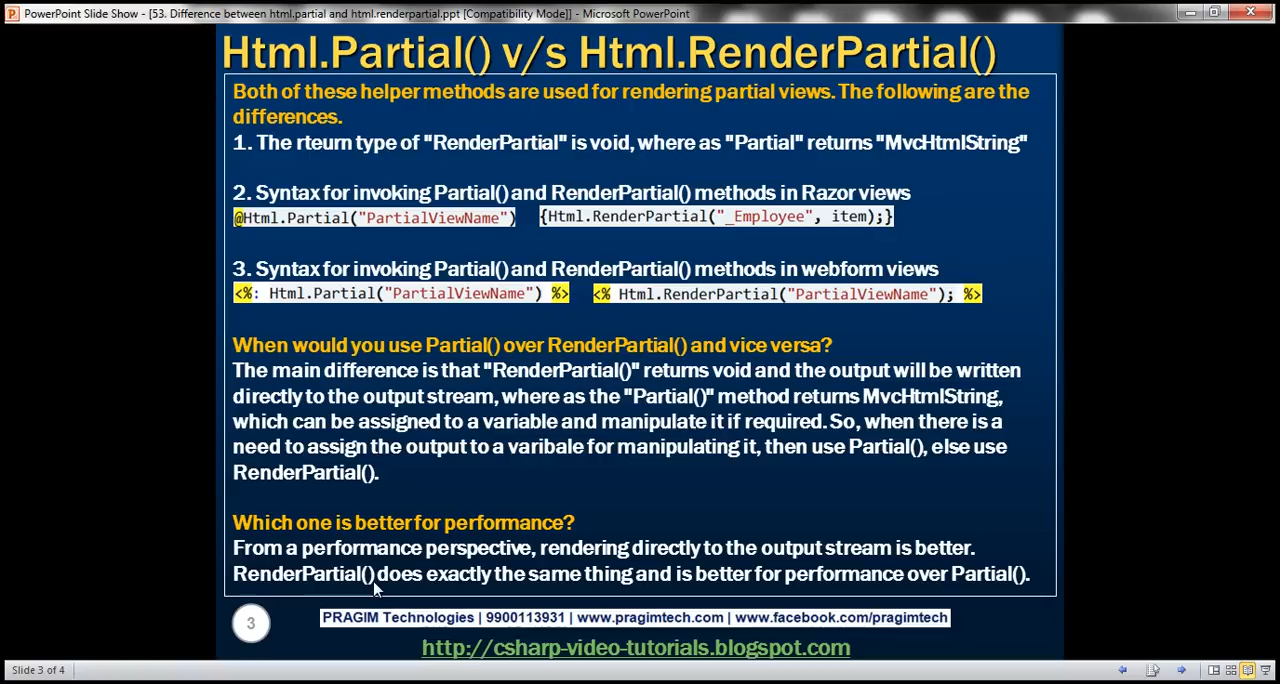 PowerPoint Slide Show - [53. Difference between html.partial and html.renderpartial.ppt [Compatibility Mode]] - Microsoft PowerPoint
Html.Partial() v/s Html.RenderPartial()
Both of these helper methods are used for rendering partial views. The following are the
differences.
1. The rteurn type of "RenderPartial" is void, where as "Partial" returns "MvcHtmlString"
2. Syntax for invoking Partial() and RenderPartial() methods in Razor views
@Html.Partial("PartialViewName") {Html.RenderPartial("_Employee", item);}
3. Syntax for invoking Partial() and RenderPartial() methods in webform views
<%: Html.Partial("PartialViewName") %> <% Html.RenderPartial("PartialViewName"); %>
When would you use Partial() over RenderPartial() and vice versa?
The main difference is that "RenderPartial()" returns void and the output will be written
directly to the output stream, where as the "Partial()" method returns MvcHtmlString,
which can be assigned to a variable and manipulate it if required. So, when there is a
need to assign the output to a varibale for manipulating it, then use Partial(), else use
RenderPartial().
Which one is better for performance?
From a performance perspective, rendering directly to the output stream is better.
RenderPartial() does exactly the same thing and is better for performance over Partial().
3
PRAGIM Technologies | 9900113931 | www.pragimtech.com | www.facebook.com/pragimtech
http://csharp-video-tutorials.blogspot.com
Slide 3 of 4